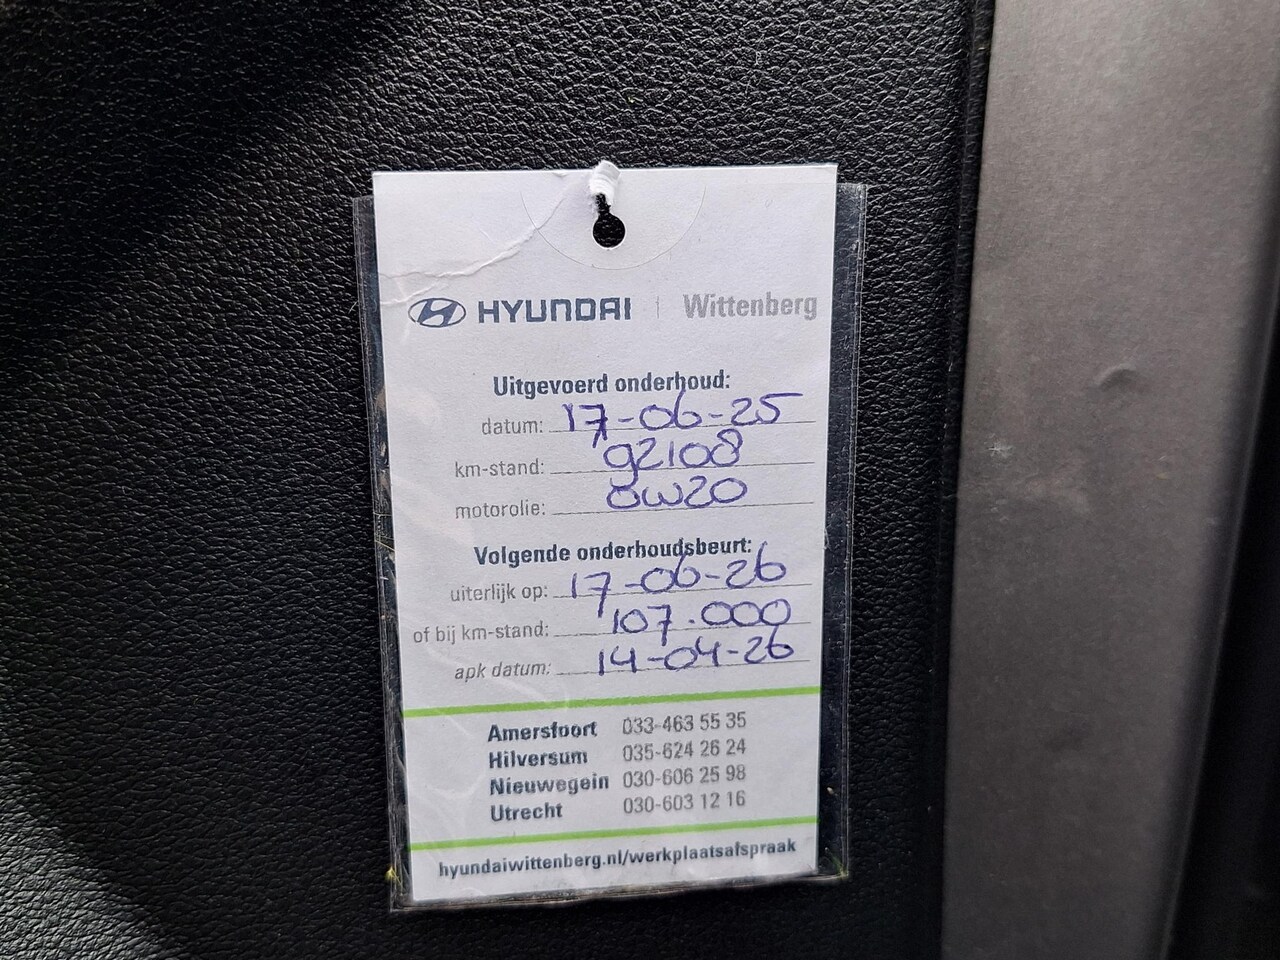 HYUNDAI | Wittenberg
Uitgevoerd onderhoud:
datum: 17-06-25
km-stand: 92108
motorolie: 0W20
Volgende onderhoudsbeurt:
uiterlijk op: 17-06-26
of bij km-stand: 107.000
apk datum: 14-04-26
Amersfoort 033-463 55 35
Hilversum 035-624 26 24
Nieuwegein 030-606 25 98
Utrecht 030-603 12 16
hyundaiwittenberg.nl/werkplaatsafspraak